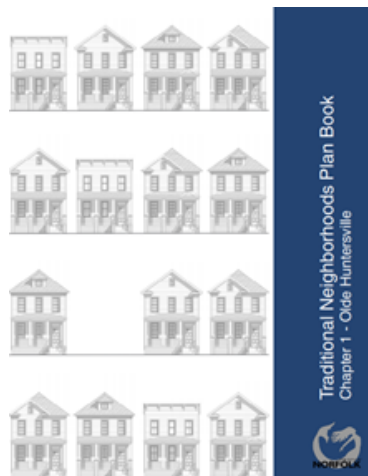 Traditional Neighborhoods Plan Book
Chapter 1 - Olde Huntersville
NORFOLK